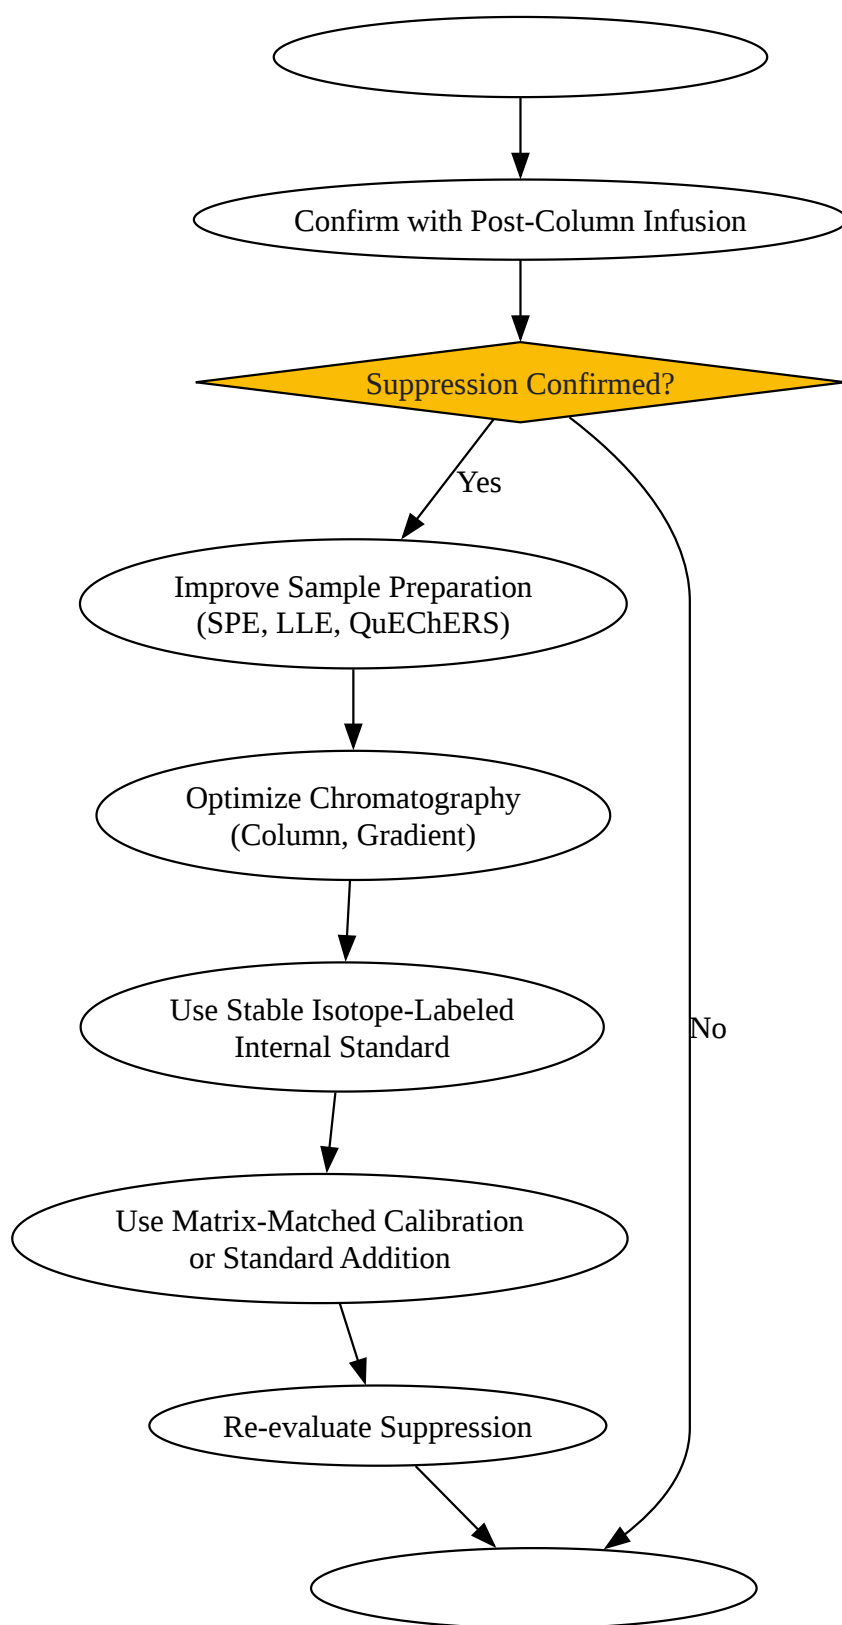 Confirm with Post-Column Infusion
Suppression Confirmed?
Yes
Improve Sample Preparation
(SPE, LLE, QuEChERS)
Optimize Chromatography
(Column, Gradient)
Use Stable Isotope-Labeled
Internal Standard
No
Use Matrix-Matched Calibration
or Standard Addition
Re-evaluate Suppression